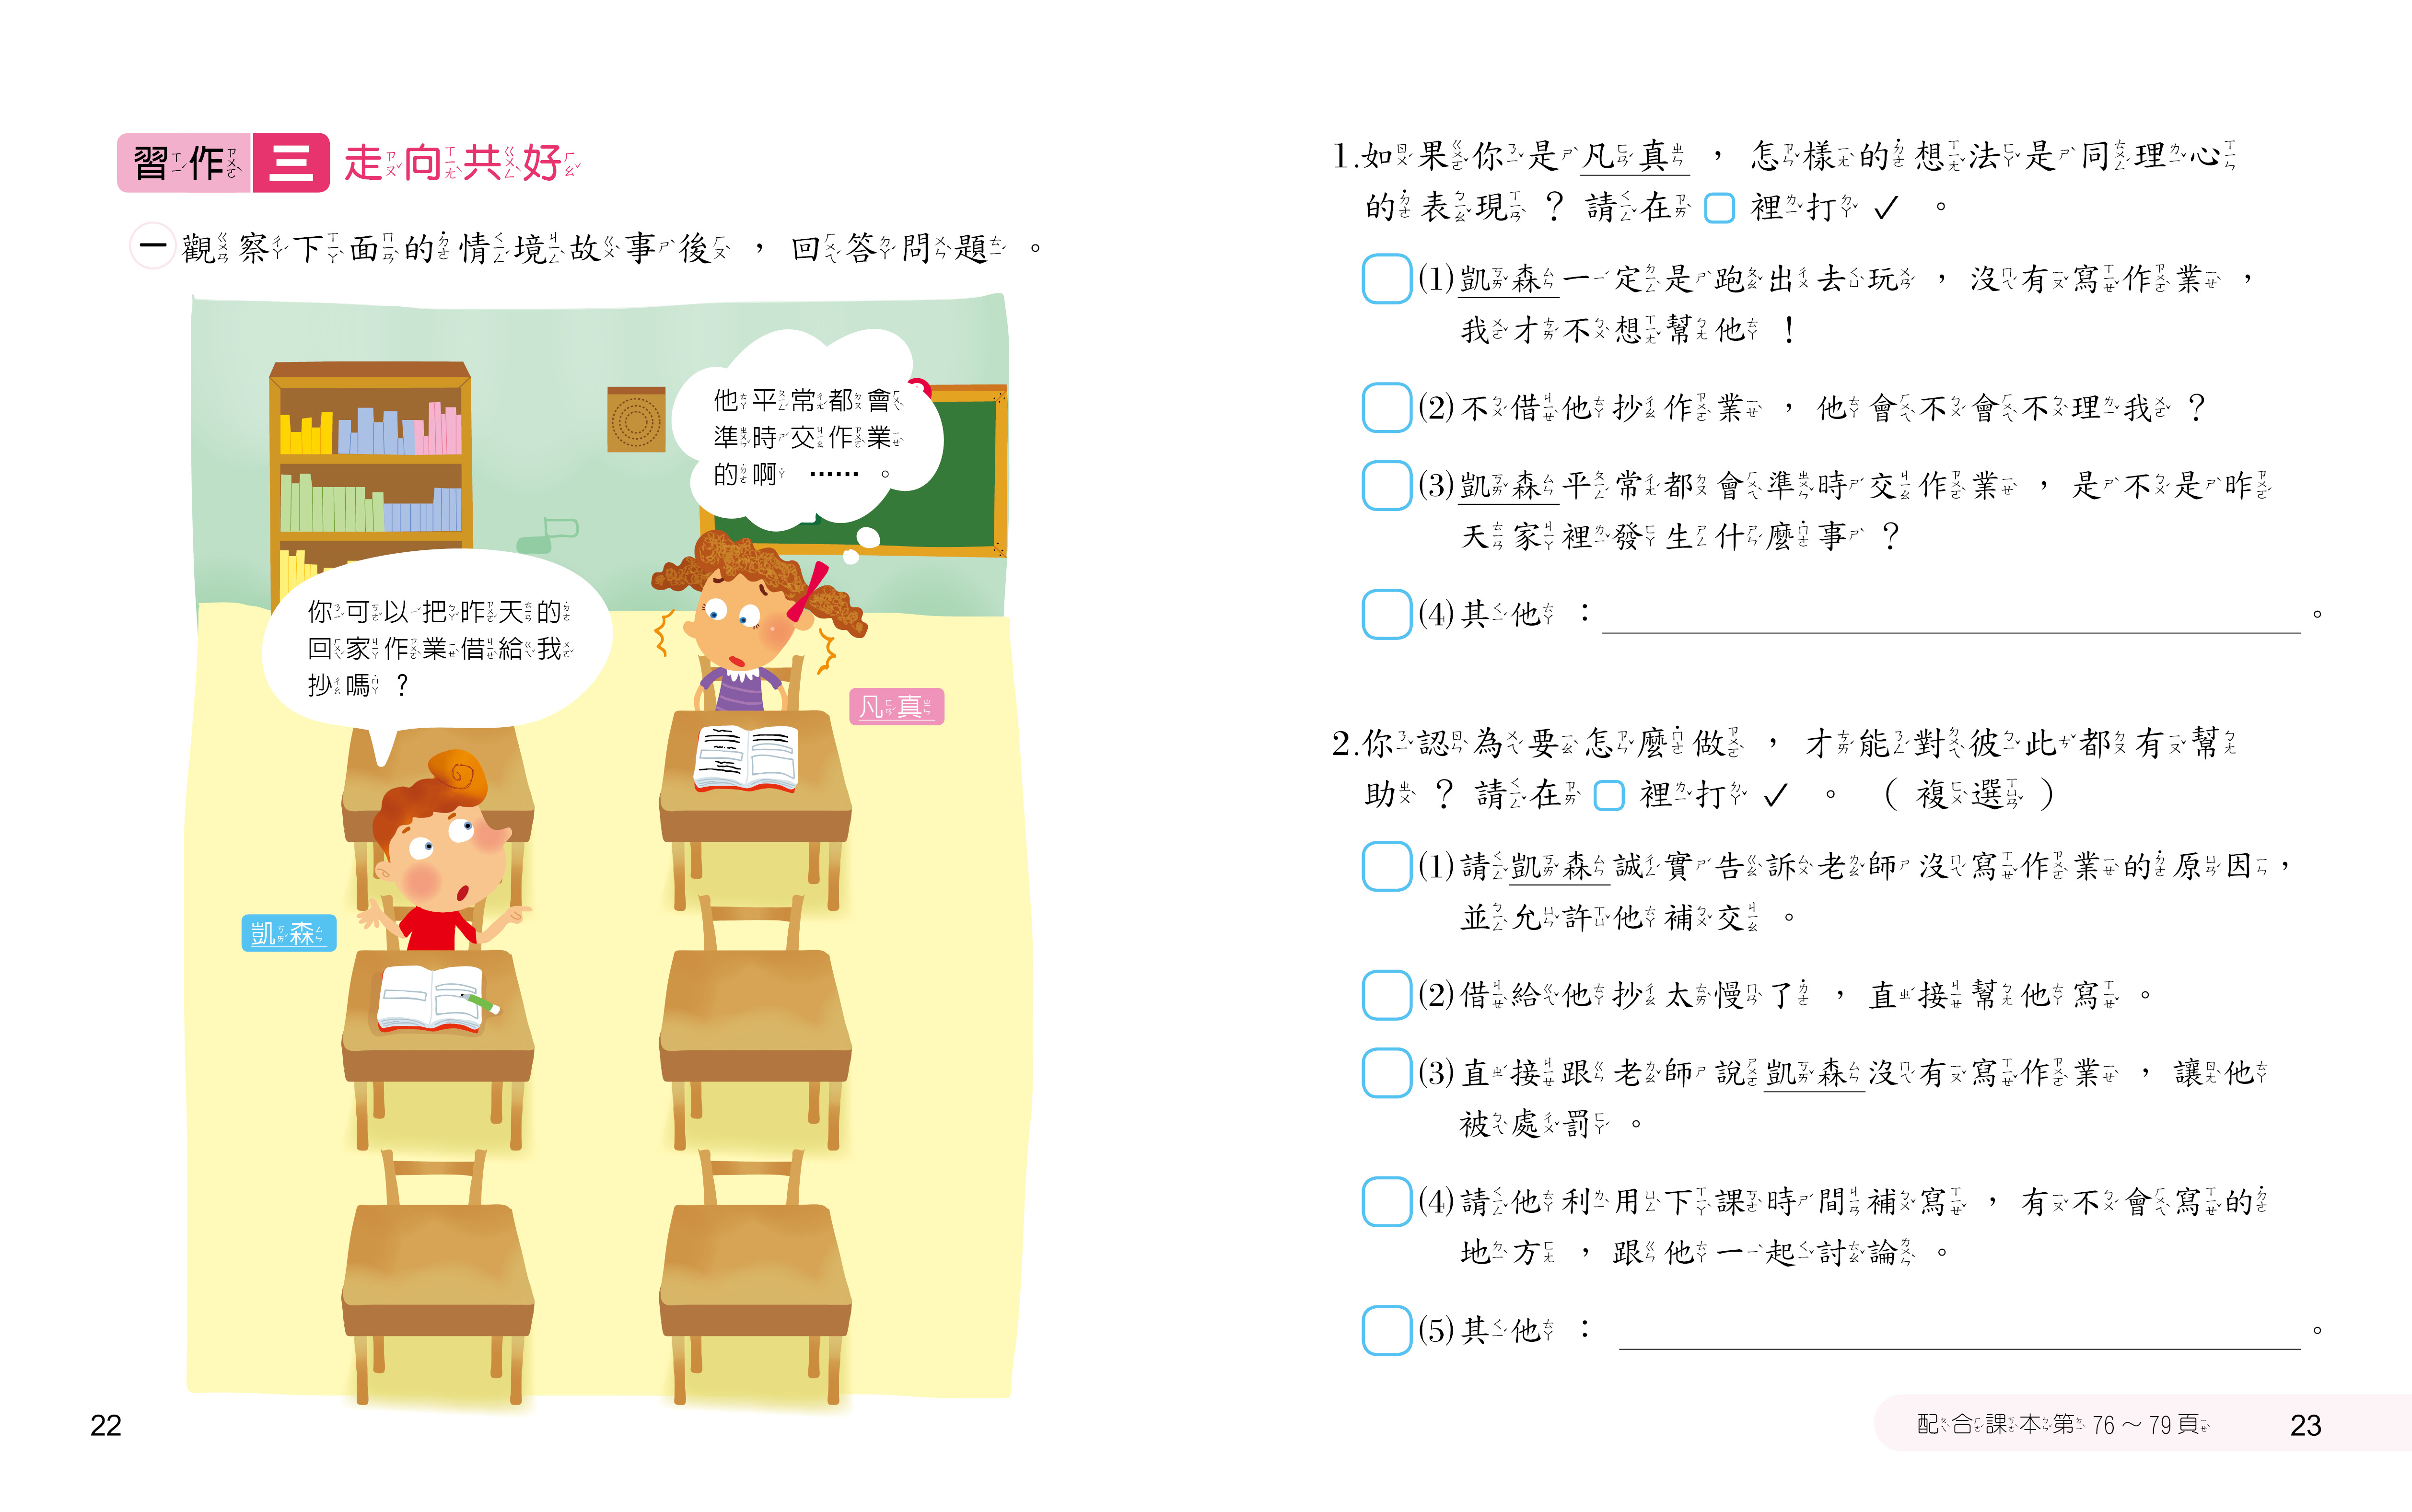 習作三 走向共好
一 觀察下面的情境故事後，回答問題。
他平常都會
準時交作業
的啊……。
你可以把昨天的
回家作業借給我
抄嗎？
凡真
凱森
22
1.如果你是凡真，怎樣的想法是同理心
的表現？請在□裡打✓。
□(1)凱森一定是跑出去玩，沒有寫作業，
我才不想幫他！
□(2)不借他抄作業，他會不會不理我？
□(3)凱森平常都會準時交作業，是不是昨
天家裡發生什麼事？
□(4)其他：＿＿＿＿＿＿＿＿＿＿。
2.你認為要怎麼做，才能對彼此都有幫
助？請在□裡打✓。（複選）
□(1)請凱森誠實告訴老師沒寫作業的原因，
並允許他補交。
□(2)借給他抄太慢了，直接幫他寫。
□(3)直接跟老師說凱森沒有寫作業，讓他
被處罰。
□(4)請他利用下課時間補寫，有不會寫的
地方，跟他一起討論。
□(5)其他：＿＿＿＿＿＿＿＿＿＿。
配合課本第76～79頁
23